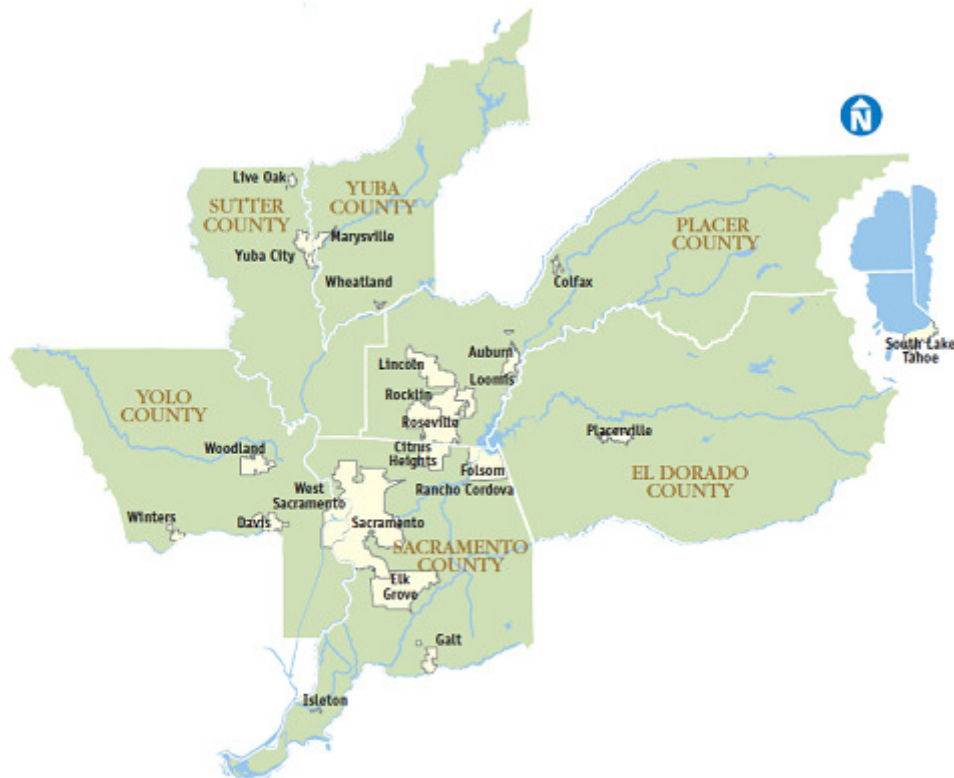 N
Live Oak
YUBA
COUNTY
SUTTER
COUNTY
PLACER
COUNTY
Marysville
Yuba City
Wheatland
Colfax
South Lake
Tahoe
Auburn
Lincoln
Loomis
Rocklin
YOLO
COUNTY
Roseville
Placerville
Woodland
Citrus
Heights
Folsom
EL DORADO
COUNTY
West
Sacramento
Rancho Cordova
Winters
Davis
Sacramanto
SACRAMENTO
COUNTY
Elk
Grove
Galt
Isleton